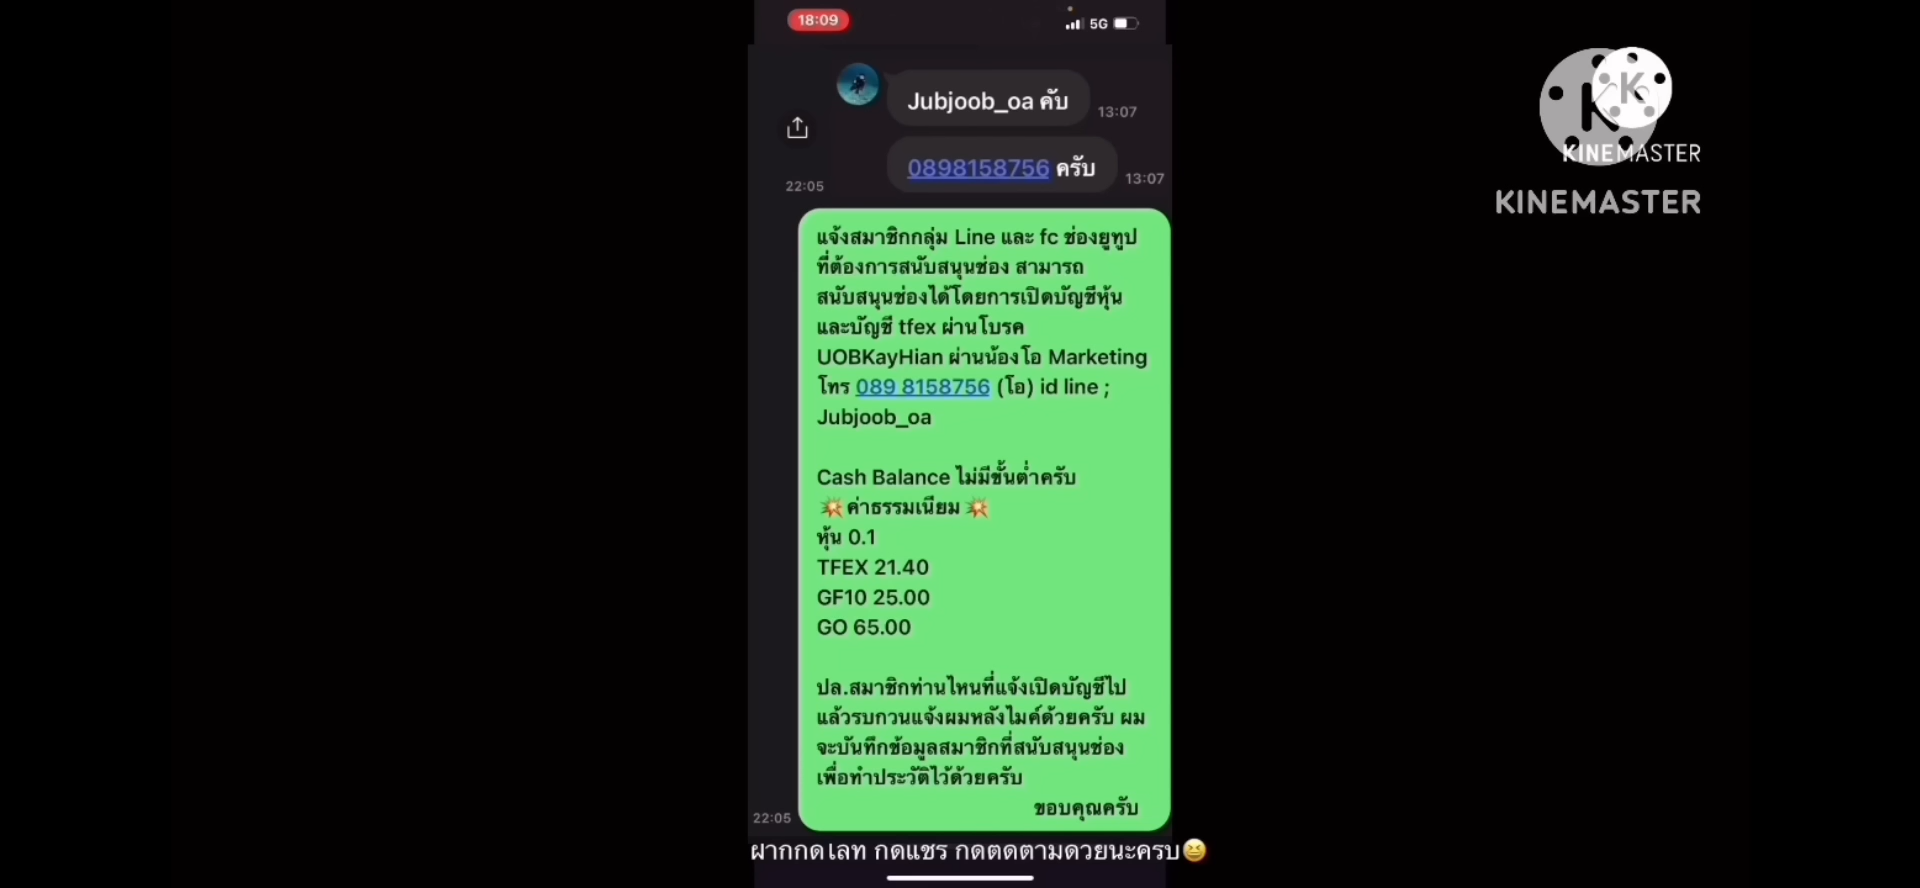 18:09
5G
Jubjoob_oa คับ
13:07
0898158756 ครับ
13:07
22:05
แจ้งสมาชิกกลุ่ม Line และ fc ช่องยูทูป
ที่ต้องการสนับสนุนช่อง สามารถ
สนับสนุนช่องได้โดยการเปิดบัญชีหุ้น
และบัญชี tfex ผ่านโบรค
UOBKayHian ผ่านน้องโอ Marketing
โทร 089 8158756 (โอ) id line ;
Jubjoob_oa
Cash Balance ไม่มีขั้นต่ำครับ
💥ค่าธรรมเนียม💥
หุ้น 0.1
TFEX 21.40
GF10 25.00
GO 65.00
ปล.สมาชิกท่านไหนที่แจ้งเปิดบัญชีไป
แล้วรบกวนแจ้งผมหลังไมค์ด้วยครับ ผม
จะบันทึกข้อมูลสมาชิกที่สนับสนุนช่อง
เพื่อทำประวัติไว้ด้วยครับ
ขอบคุณครับ
22:05
ฝากกดไลท กดแชร กดตดตามดวยนะครบ😆
K
K
KINEMASTER
KINEMASTER